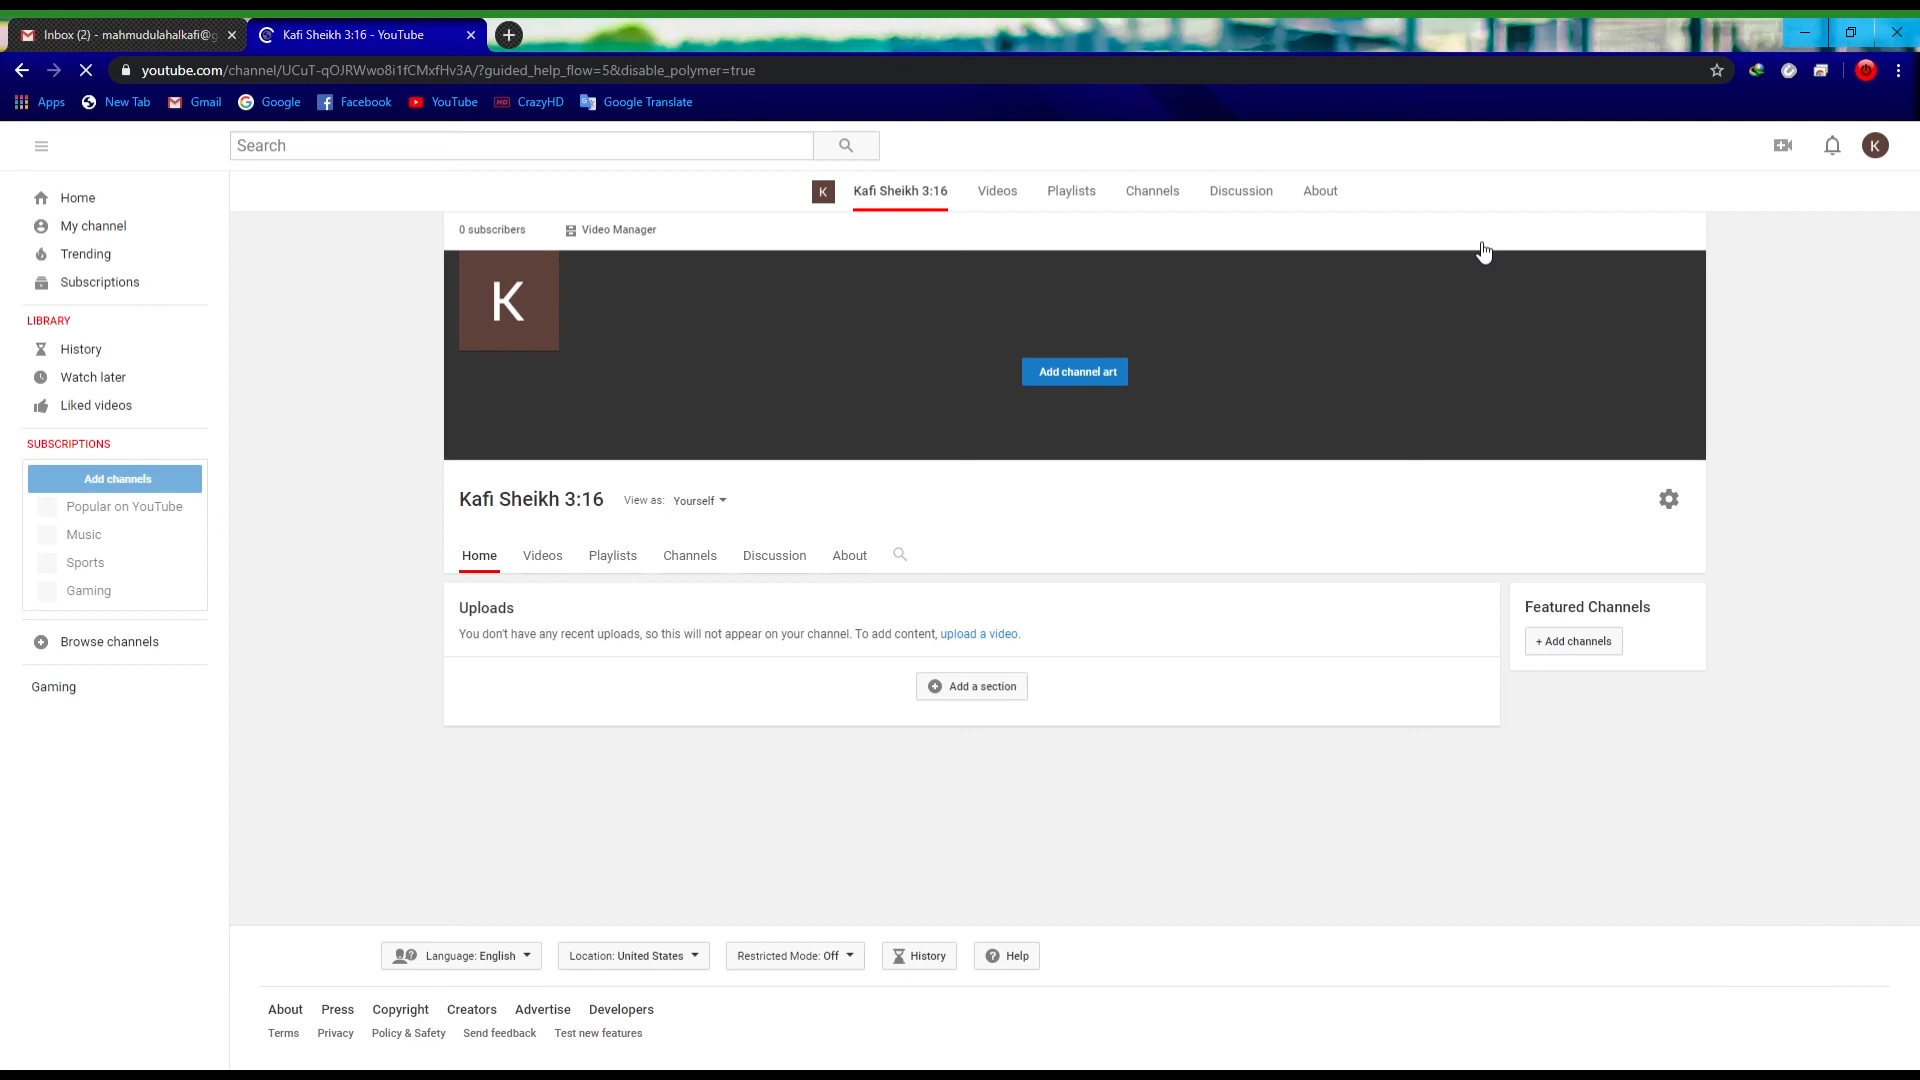 Inbox (2) - mahmudulahalkafi@g
Kafi Sheikh 3:16 - YouTube
youtube.com/channel/UCuT-qOJRWwo8i1fCMxfHv3A/?guided_help_flow=5&disable_polymer=true
Apps New Tab Gmail Google Facebook YouTube CrazyHD Google Translate
Search
K
K Kafi Sheikh 3:16 Videos Playlists Channels Discussion About
0 subscribers Video Manager
Home
My channel
Trending
Subscriptions
LIBRARY
History
Watch later
Liked videos
SUBSCRIPTIONS
Add channels
Popular on YouTube
Music
Sports
Gaming
Browse channels
Gaming
K
Add channel art
Kafi Sheikh 3:16 View as: Yourself
Home Videos Playlists Channels Discussion About
Uploads
You don't have any recent uploads, so this will not appear on your channel. To add content, upload a video.
Add a section
Featured Channels
+ Add channels
Language: English Location: United States Restricted Mode: Off History Help
About Press Copyright Creators Advertise Developers
Terms Privacy Policy & Safety Send feedback Test new features